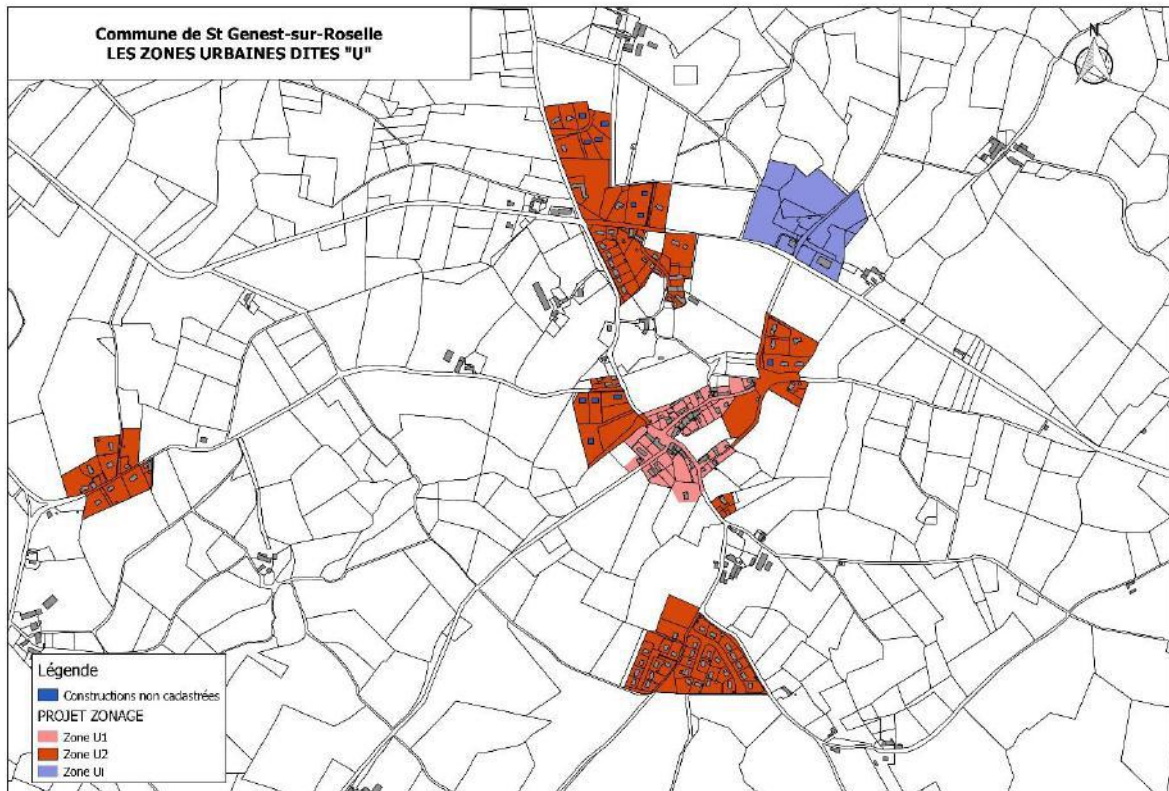 Commune de St Genest-sur-Roselle
LES ZONES URBAINES DITES "U"
N
Légende
Constructions non cadastrées
PROJET ZONAGE
Zone U1
Zone U2
Zone Ui